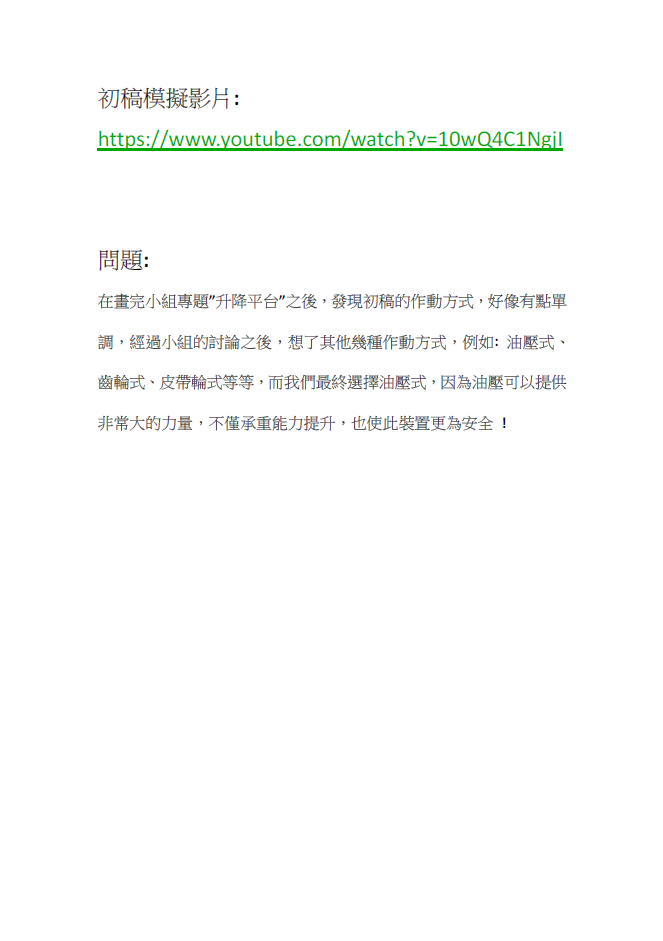 初稿模擬影片:
https://www.youtube.com/watch?v=10wQ4C1NgjI
問題:
在畫完小組專題”升降平台”之後，發現初稿的作動方式，好像有點單
調，經過小組的討論之後，想了其他幾種作動方式，例如: 油壓式、
齒輪式、皮帶輪式等等，而我們最終選擇油壓式，因為油壓可以提供
非常大的力量，不僅承重能力提升，也使此裝置更為安全 !